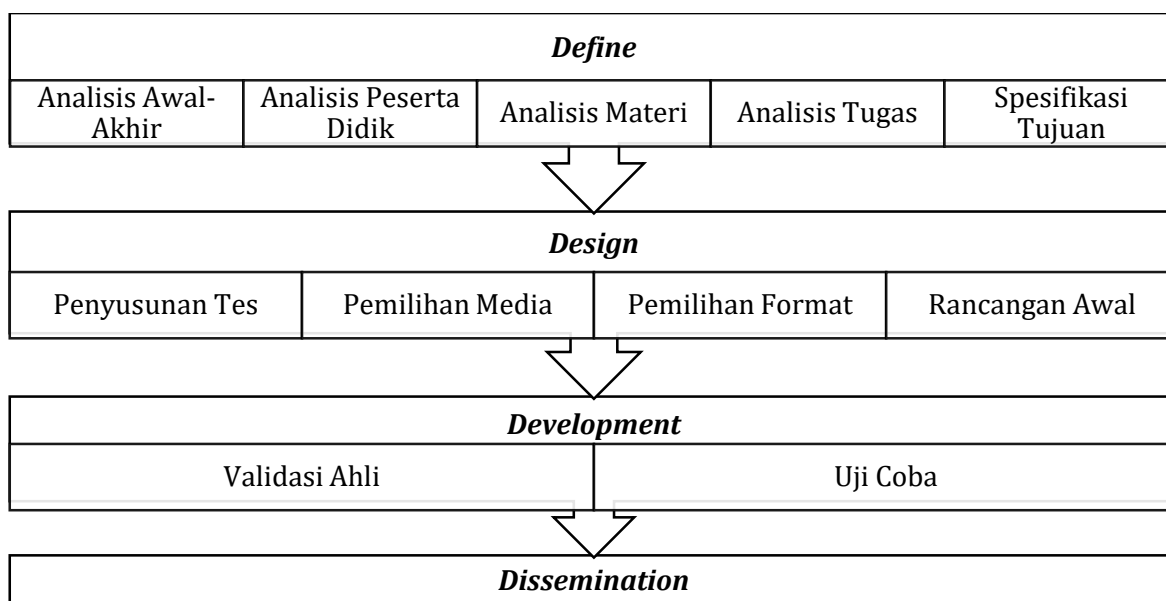 Define
Analisis Awal-
Akhir
Analisis Peserta
Didik
Analisis Materi
Analisis Tugas
Spesifikasi
Tujuan
Design
Penyusunan Tes
Pemilihan Media
Pemilihan Format
Rancangan Awal
Development
Validasi Ahli
Uji Coba
Dissemination